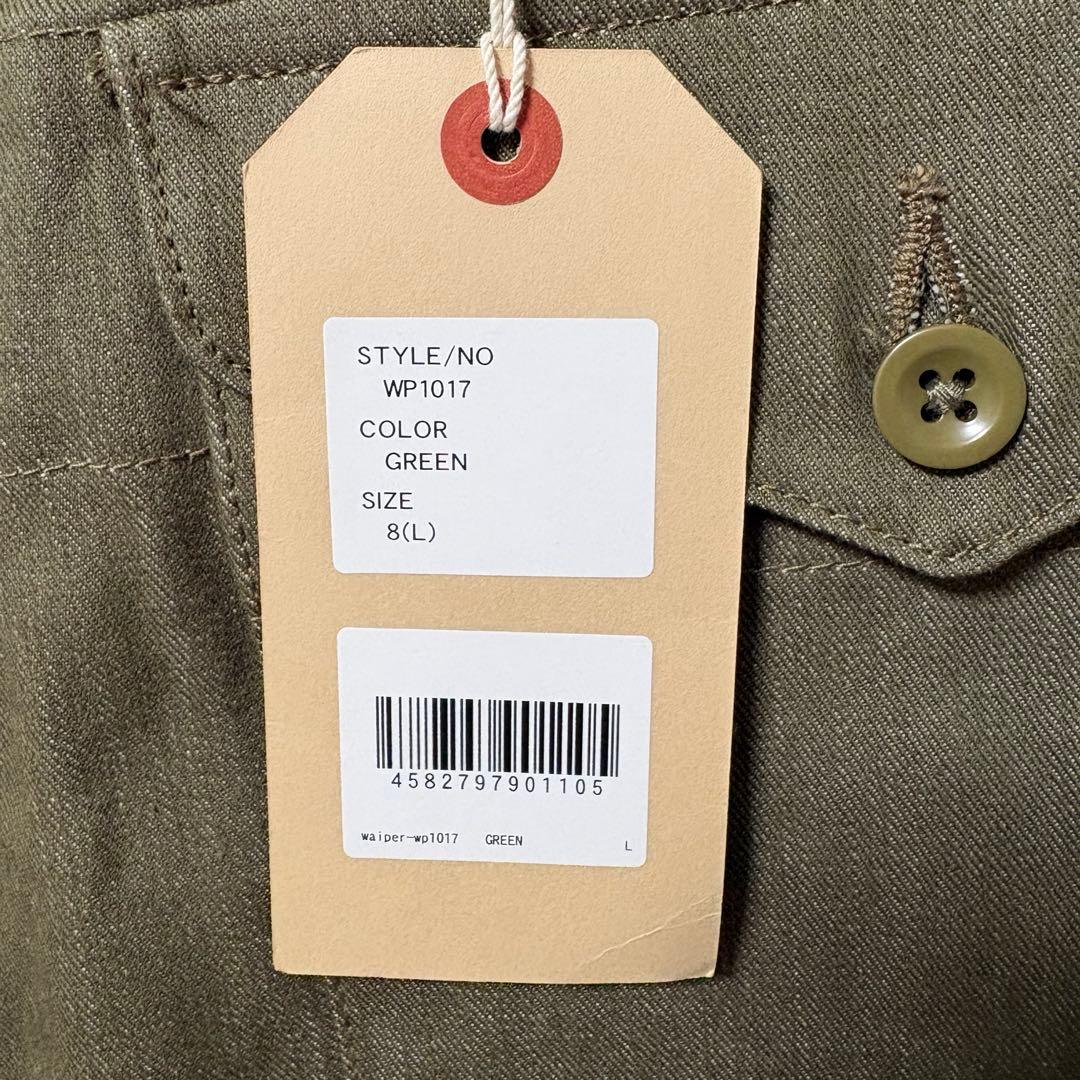 STYLE/NO
WP1017
COLOR
GREEN
SIZE
8(L)
4582797901105
waiper-wp1017 GREEN L